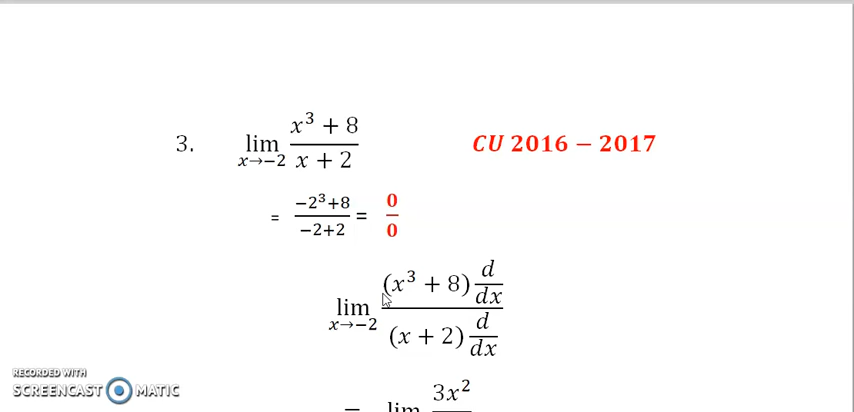 3. lim x→−2 (x³ + 8)/(x + 2) CU 2016 − 2017
= (−2³+8)/(−2+2) = 0/0
lim x→−2 ((x³ + 8) d/dx)/((x + 2) d/dx)
= lim 3x²
RECORDED WITH
SCREENCAST MATIC